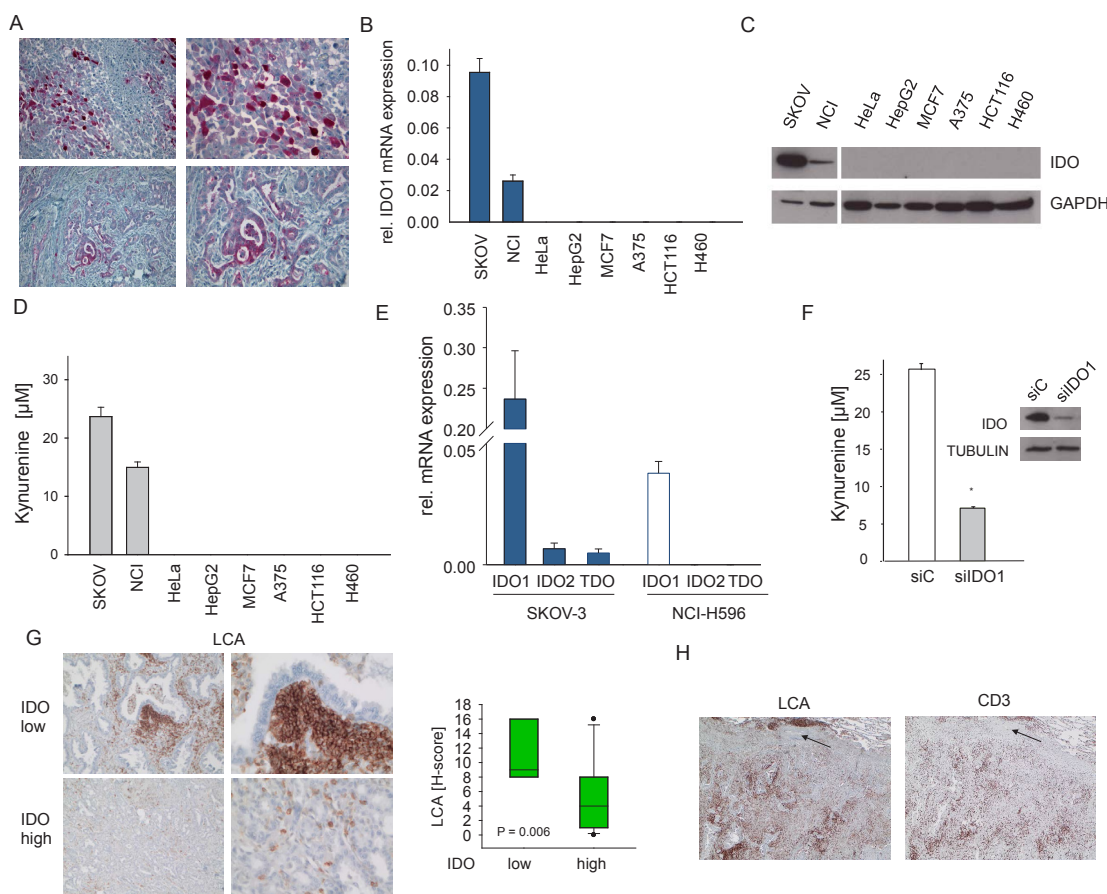 A
B
rel. IDO1 mRNA expression
0.10
0.08
0.06
0.04
0.02
0.00
SKOV
NCI
HeLa
HepG2
MCF7
A375
HCT116
H460
C
SKOV
NCI
HeLa
HepG2
MCF7
A375
HCT116
H460
IDO
GAPDH
D
Kynurenine [µM]
30
20
10
0
SKOV
NCI
HeLa
HepG2
MCF7
A375
HCT116
H460
E
rel. mRNA expression
0.35
0.30
0.25
0.20
0.05
0.00
IDO1 IDO2 TDO
IDO1 IDO2 TDO
SKOV-3
NCI-H596
F
Kynurenine [µM]
25
20
15
10
5
0
*
siC
siIDO1
siC
siIDO1
IDO
TUBULIN
G
LCA
IDO
low
IDO
high
LCA [H-score]
18
16
14
12
10
8
6
4
2
0
P = 0.006
IDO low high
H
LCA
CD3